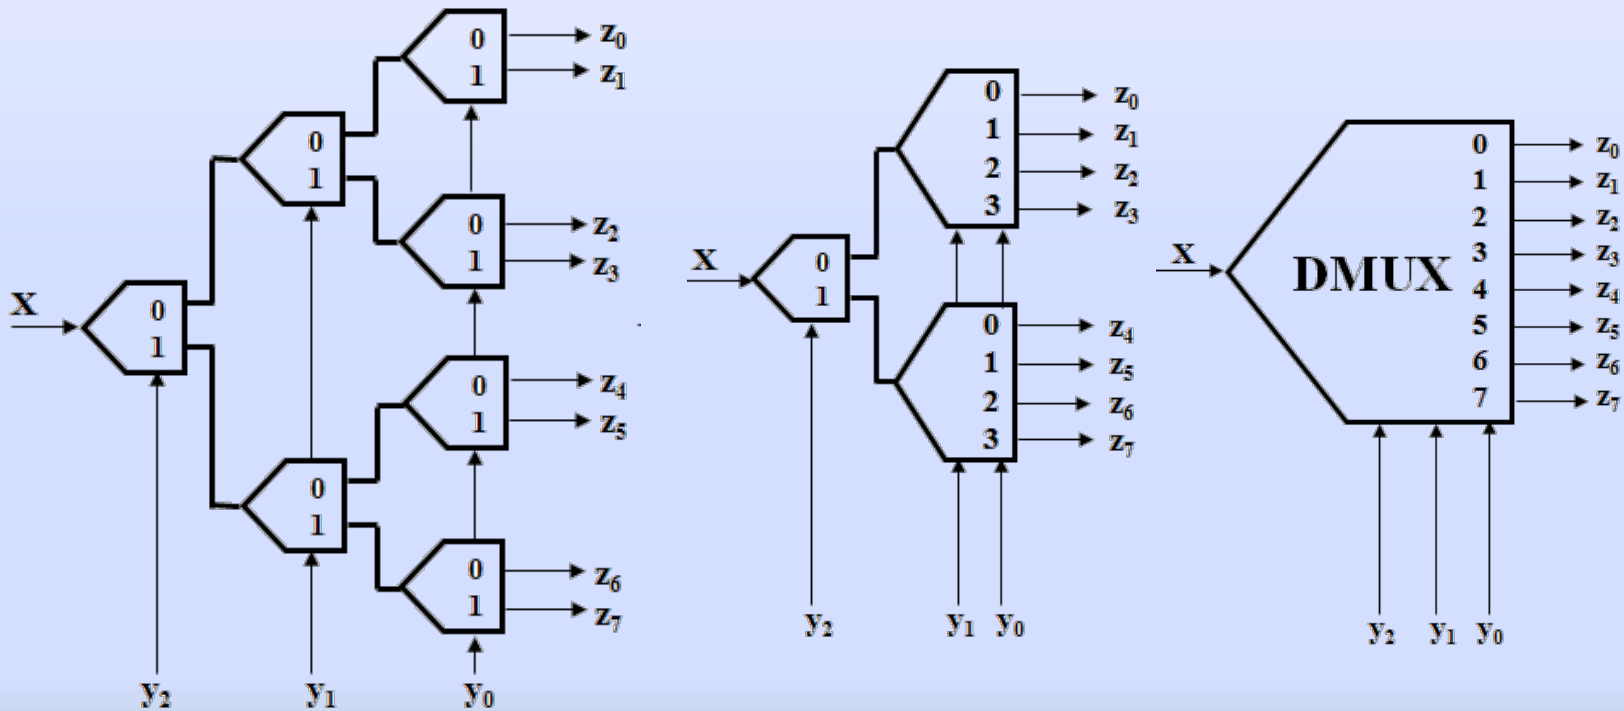 X
0
1
y₂
0
1
0
1
y₁
0
1
z₀
z₁
0
1
z₂
z₃
0
1
z₄
z₅
0
1
z₆
z₇
y₀
X
0
1
y₂
0
1
2
3
z₀
z₁
z₂
z₃
0
1
2
3
z₄
z₅
z₆
z₇
y₁ y₀
X
DMUX
0
1
2
3
4
5
6
7
z₀
z₁
z₂
z₃
z₄
z₅
z₆
z₇
y₂ y₁ y₀